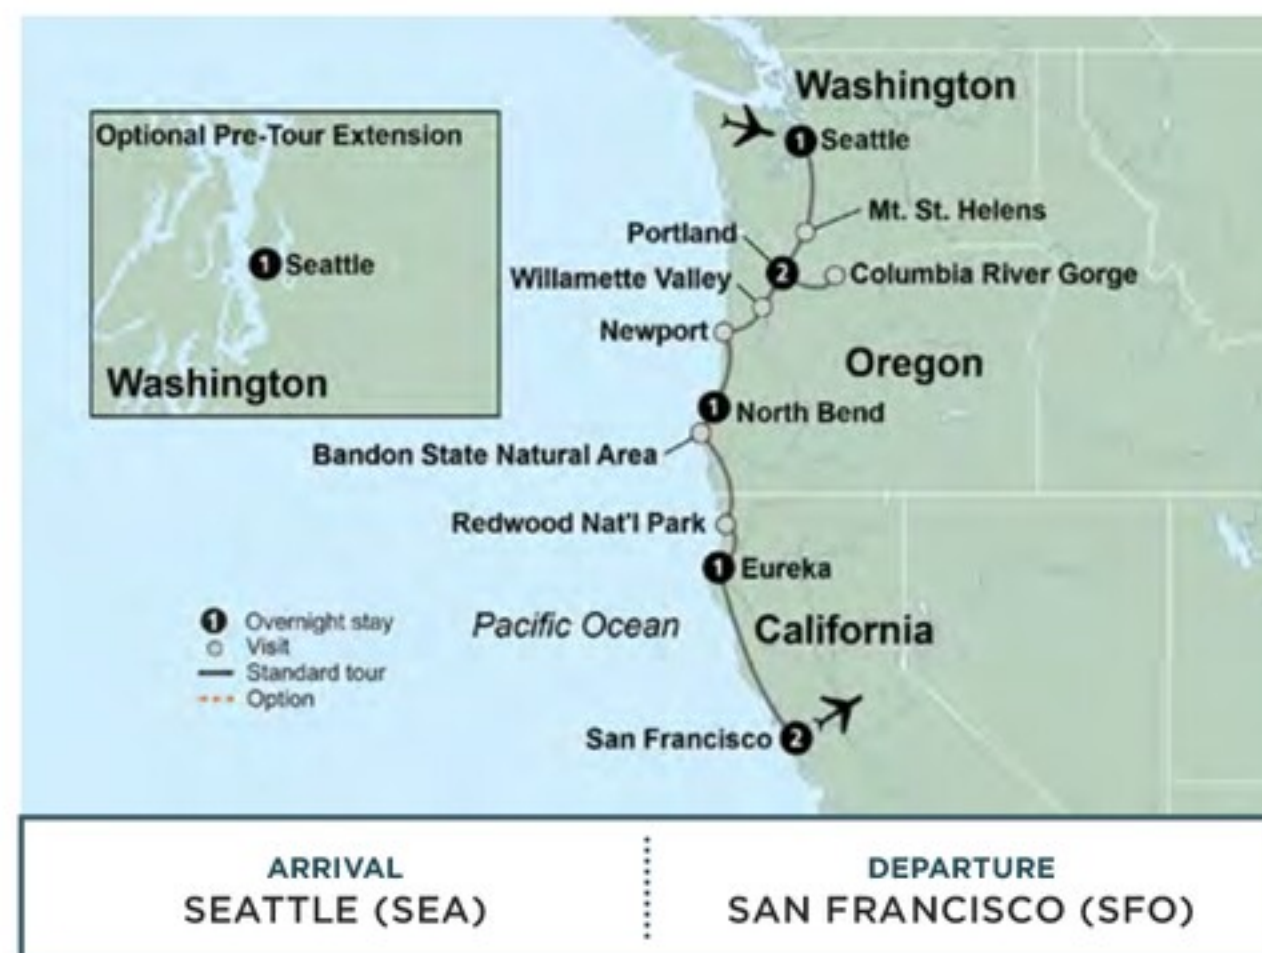 Washington
Optional Pre-Tour Extension
1 Seattle
Mt. St. Helens
Portland
1 Seattle
2
Columbia River Gorge
Willamette Valley
Newport
Oregon
Washington
1 North Bend
Bandon State Natural Area
Redwood Nat'l Park
1 Eureka
1 Overnight stay
Visit
Standard tour
Option
Pacific Ocean
California
San Francisco 2
ARRIVAL
SEATTLE (SEA)
DEPARTURE
SAN FRANCISCO (SFO)